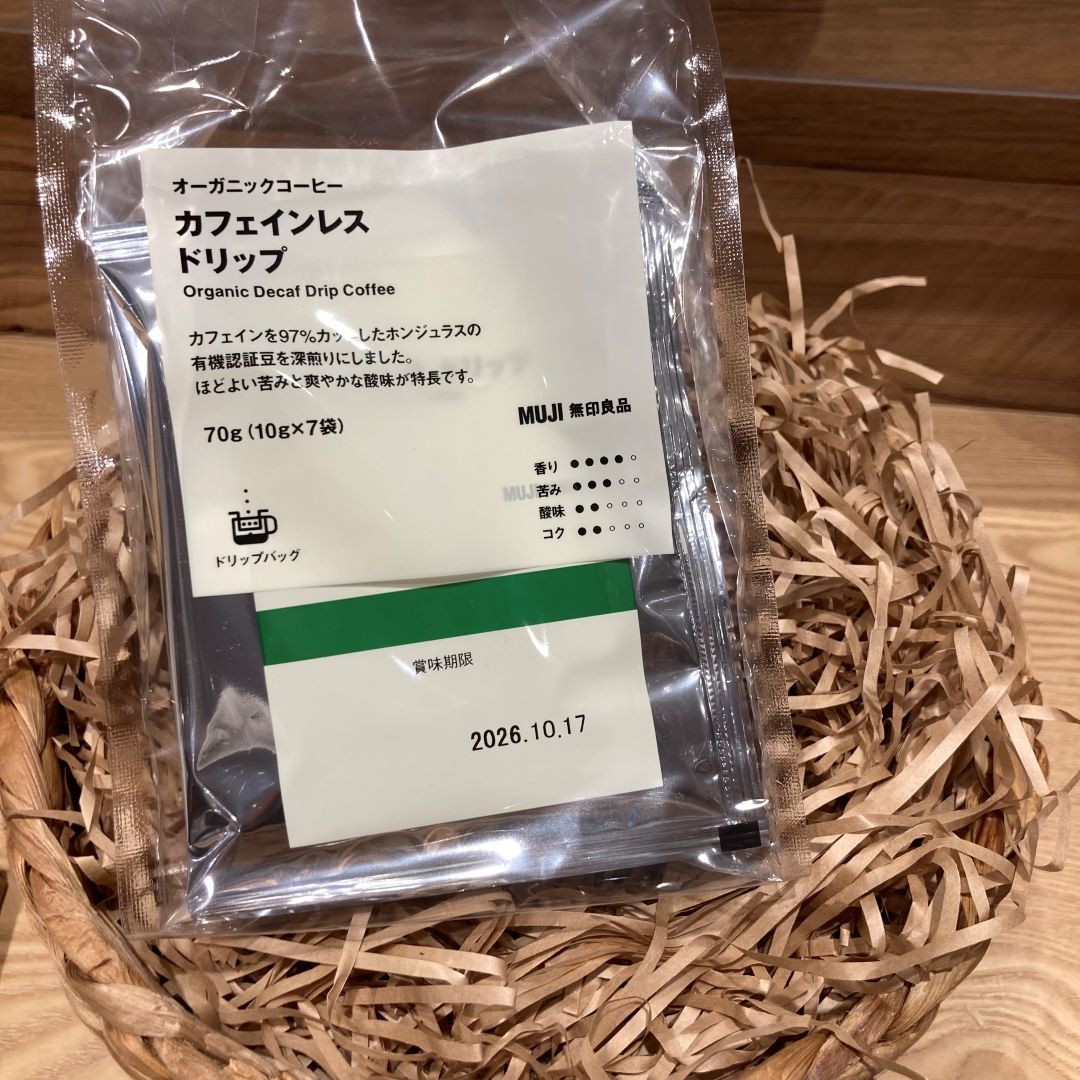 オーガニックコーヒー
カフェインレス
ドリップ
Organic Decaf Drip Coffee
カフェインを97%カットしたホンジュラスの
有機認証豆を深煎りにしました。
ほどよい苦みと爽やかな酸味が特長です。
70g(10g×7袋)
MUJI 無印良品
香り ●●●●○
苦み ●●●○○
酸味 ●●○○○
コク ●●○○○
ドリップバッグ
賞味期限
2026.10.17